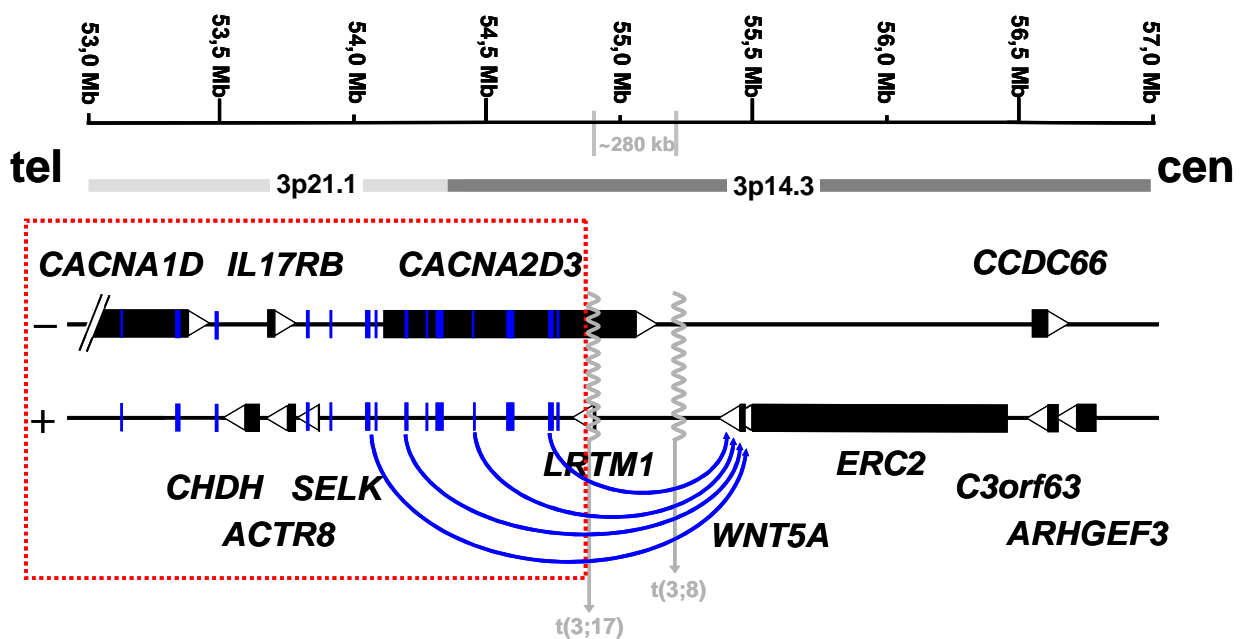 53,0 Mb
53,5 Mb
54,0 Mb
54,5 Mb
55,0 Mb
55,5 Mb
56,0 Mb
56,5 Mb
57,0 Mb
~280 kb
tel
cen
3p21.1
3p14.3
CACNA1D IL17RB CACNA2D3 CCDC66
–
+
LRTM1 ERC2
CHDH SELK C3orf63
ACTR8 WNT5A ARHGEF3
t(3;8)
t(3;17)